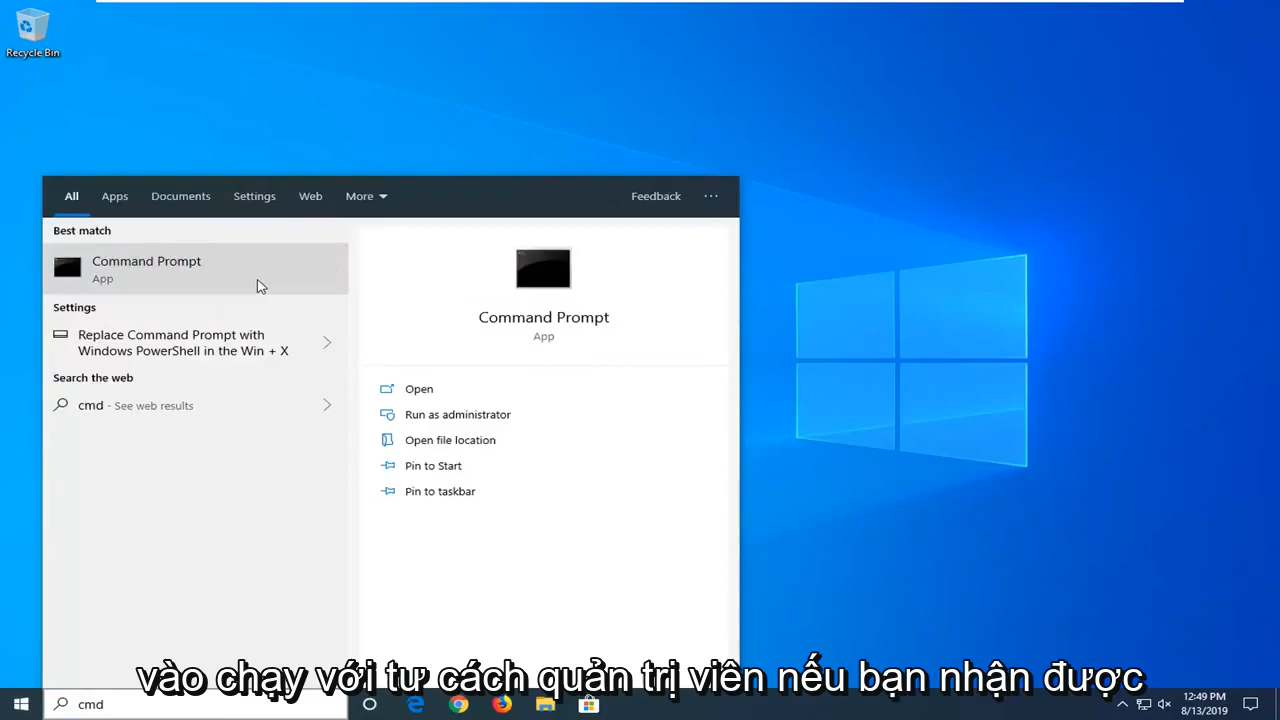 Recycle Bin
All Apps Documents Settings Web More Feedback ...
Best match
Command Prompt
App
Settings
Replace Command Prompt with
Windows PowerShell in the Win + X
Search the web
cmd - See web results
Command Prompt
App
Open
Run as administrator
Open file location
Pin to Start
Pin to taskbar
vào chạy với tư cách quản trị viên nếu bạn nhận được
cmd
12:49 PM
8/13/2019